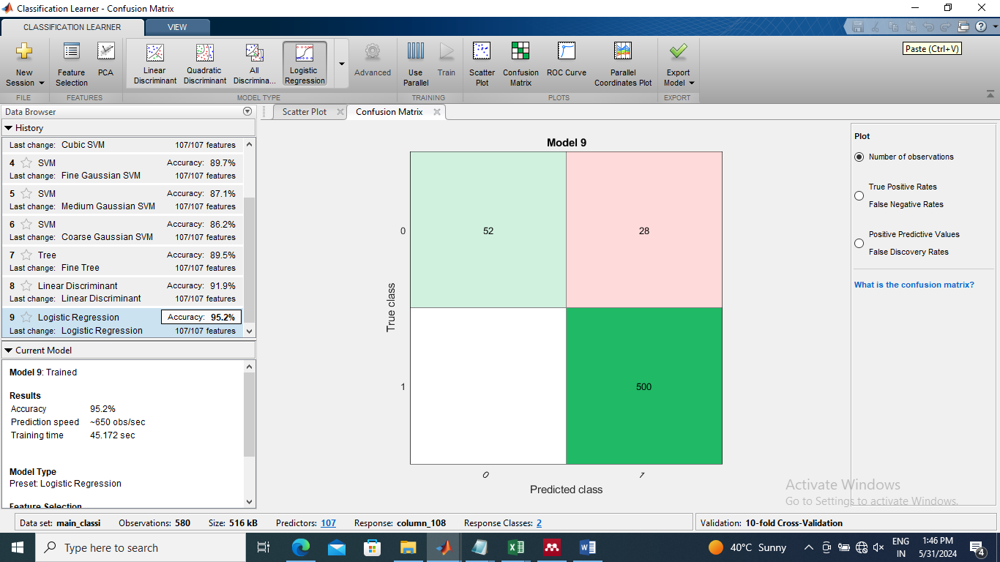 Classification Learner - Confusion Matrix
CLASSIFICATION LEARNER
VIEW
New Session
Feature Selection
PCA
Linear Discriminant
Quadratic Discriminant
All Discrimina...
Logistic Regression
Advanced
Use Parallel
Train
Scatter Plot
Confusion Matrix
ROC Curve
Parallel Coordinates Plot
Export Model
Paste (Ctrl+V)
FILE
FEATURES
MODEL TYPE
TRAINING
PLOTS
EXPORT
Data Browser
History
Last change: Cubic SVM 107/107 features
4 SVM Accuracy: 89.7%
Last change: Fine Gaussian SVM 107/107 features
5 SVM Accuracy: 87.1%
Last change: Medium Gaussian SVM 107/107 features
6 SVM Accuracy: 86.2%
Last change: Coarse Gaussian SVM 107/107 features
7 Tree Accuracy: 89.5%
Last change: Fine Tree 107/107 features
8 Linear Discriminant Accuracy: 91.9%
Last change: Linear Discriminant 107/107 features
9 Logistic Regression Accuracy: 95.2%
Last change: Logistic Regression 107/107 features
Current Model
Model 9: Trained
Results
Accuracy 95.2%
Prediction speed ~650 obs/sec
Training time 45.172 sec
Model Type
Preset: Logistic Regression
Feature Selection
Scatter Plot
Confusion Matrix
Model 9
0
52
28
True class
1
500
0
1
Predicted class
Plot
Number of observations
True Positive Rates
False Negative Rates
Positive Predictive Values
False Discovery Rates
What is the confusion matrix?
Activate Windows
Go to Settings to activate Windows.
Data set: main_classi Observations: 580 Size: 516 kB Predictors: 107 Response: column_108 Response Classes: 2
Validation: 10-fold Cross-Validation
Type here to search
40°C Sunny
ENG
IN
1:46 PM
5/31/2024
4